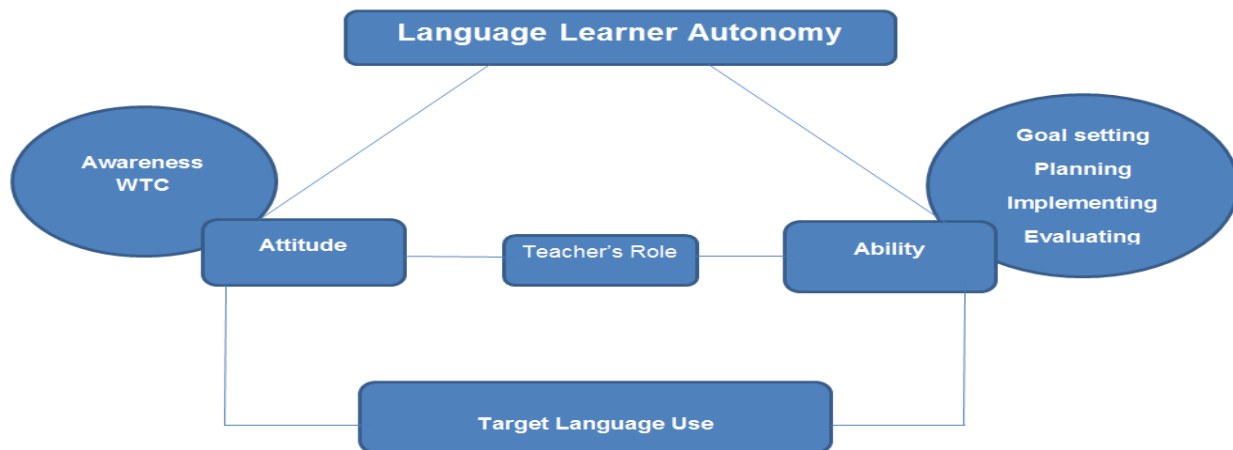 Language Learner Autonomy
Awareness
WTC
Goal setting
Planning
Implementing
Evaluating
Attitude
Teacher's Role
Ability
Target Language Use